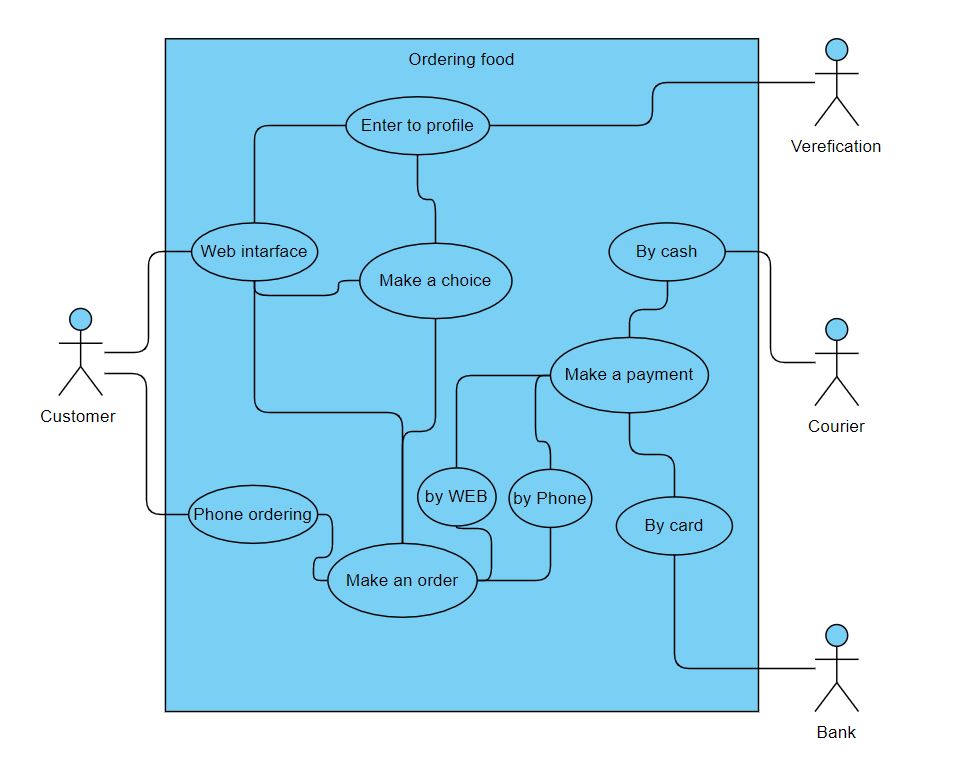 Ordering food
Enter to profile
Verefication
Web intarface
By cash
Make a choice
Make a payment
Customer
Courier
by WEB
by Phone
Phone ordering
By card
Make an order
Bank